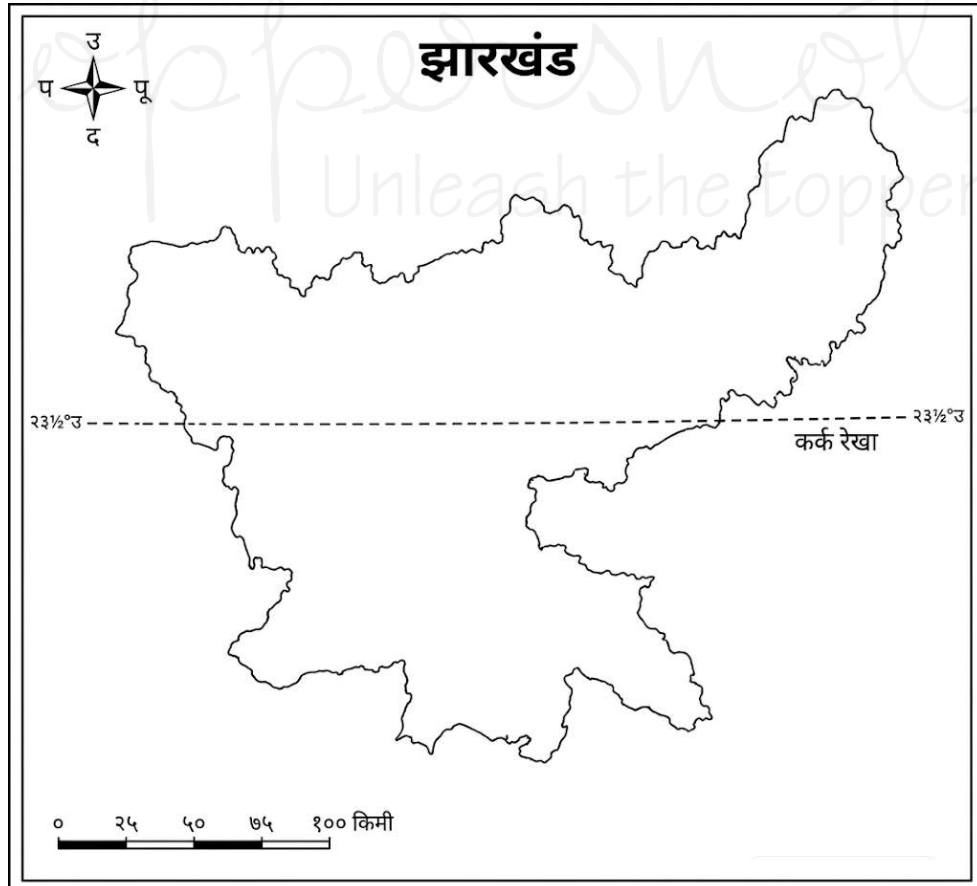 झारखंड
उ
प पू
द
Unleash the topper
२३½°उ २३½°उ
कर्क रेखा
० २५ ५० ७५ १०० किमी